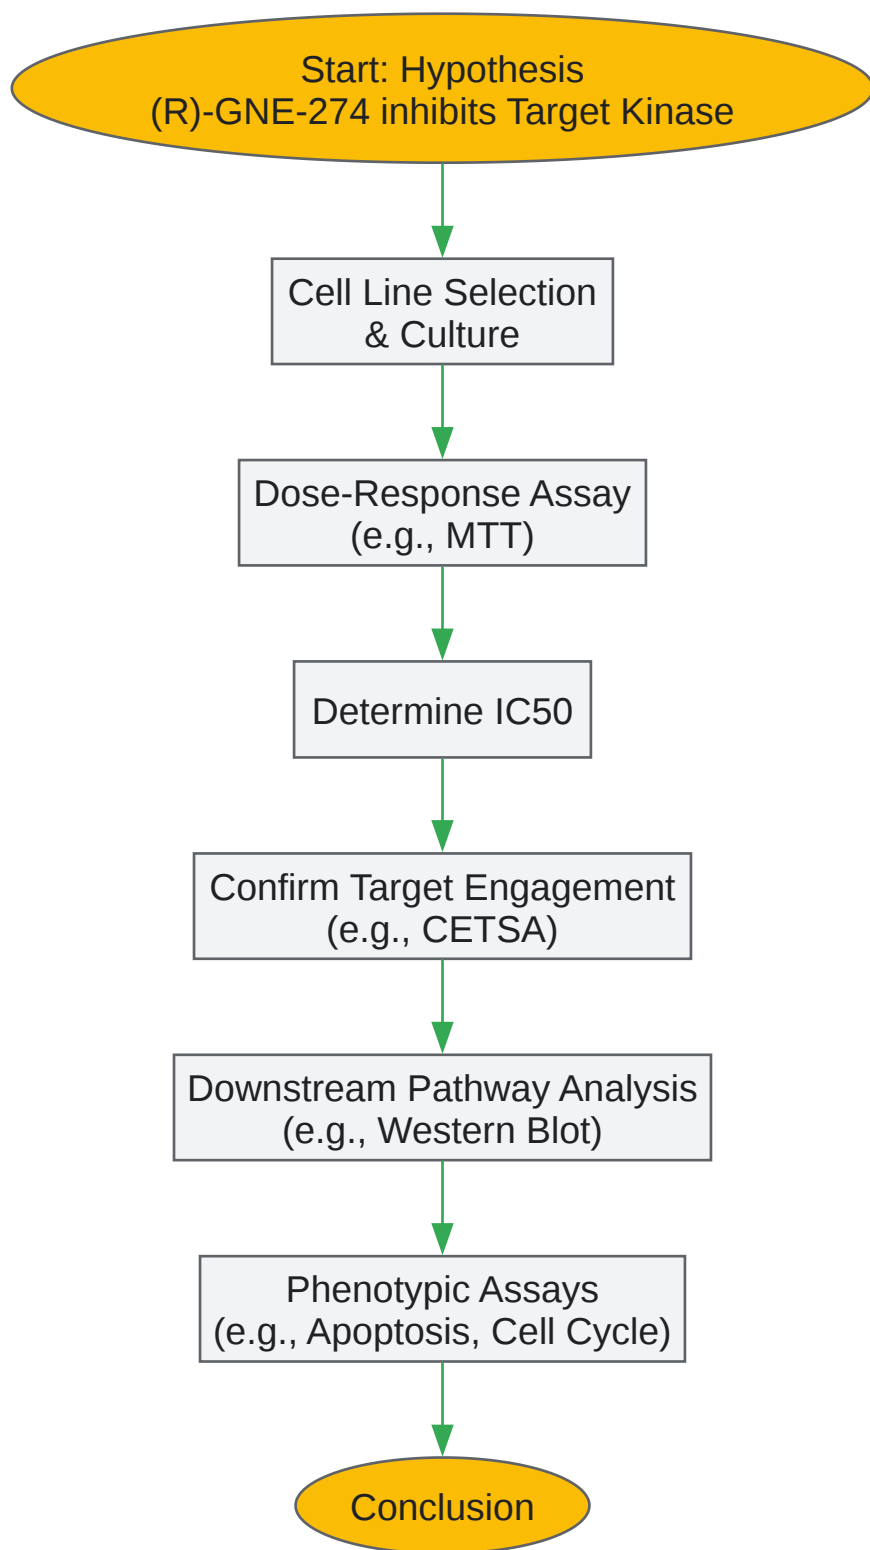 Start: Hypothesis
(R)-GNE-274 inhibits Target Kinase
Cell Line Selection
& Culture
Dose-Response Assay
(e.g., MTT)
Determine IC50
Confirm Target Engagement
(e.g., CETSA)
Downstream Pathway Analysis
(e.g., Western Blot)
Phenotypic Assays
(e.g., Apoptosis, Cell Cycle)
Conclusion